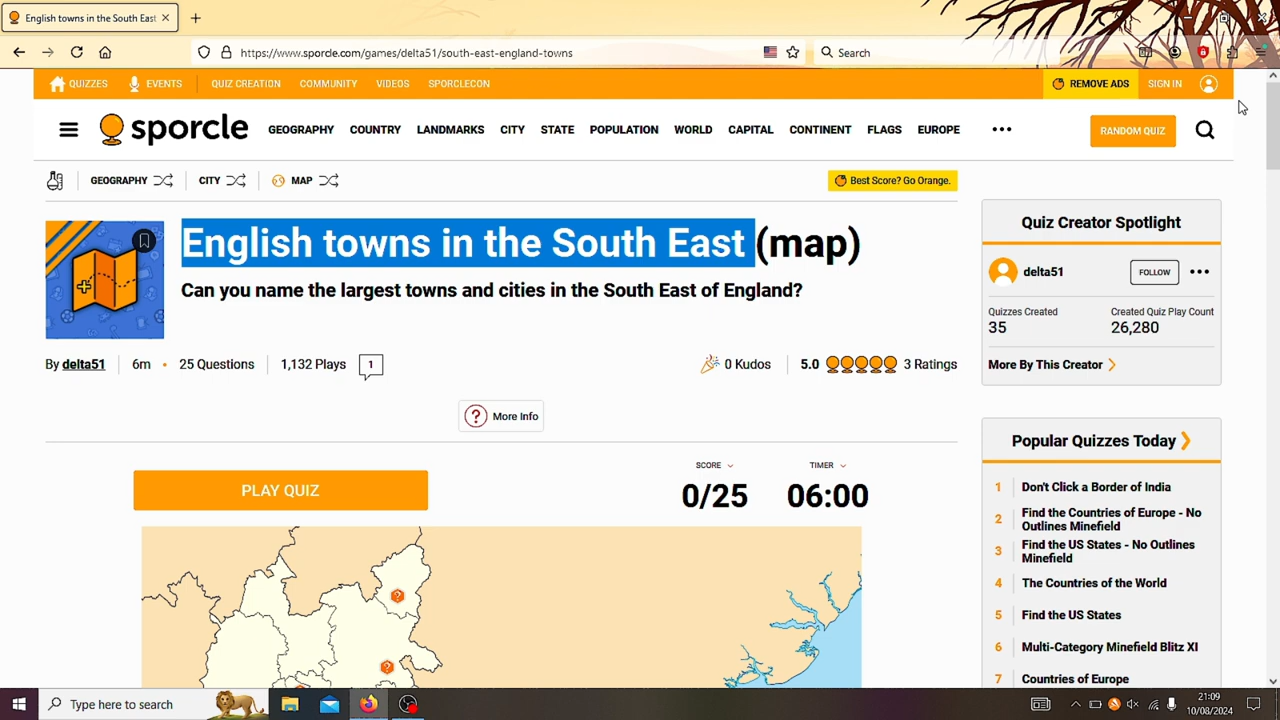 English towns in the South East
https://www.sporcle.com/games/delta51/south-east-england-towns
Search
QUIZZES
EVENTS
QUIZ CREATION
COMMUNITY
VIDEOS
SPORCLECON
REMOVE ADS
SIGN IN
sporcle
GEOGRAPHY
COUNTRY
LANDMARKS
CITY
STATE
POPULATION
WORLD
CAPITAL
CONTINENT
FLAGS
EUROPE
RANDOM QUIZ
GEOGRAPHY
CITY
MAP
Best Score? Go Orange.
English towns in the South East (map)
Can you name the largest towns and cities in the South East of England?
By delta51
6m
25 Questions
1,132 Plays
1
0 Kudos
5.0
3 Ratings
? More Info
PLAY QUIZ
SCORE
0/25
TIMER
06:00
?
?
Quiz Creator Spotlight
delta51
FOLLOW
Quizzes Created
35
Created Quiz Play Count
26,280
More By This Creator
Popular Quizzes Today
1 Don't Click a Border of India
2 Find the Countries of Europe - No
Outlines Minefield
3 Find the US States - No Outlines
Minefield
4 The Countries of the World
5 Find the US States
6 Multi-Category Minefield Blitz XI
7 Countries of Europe
Type here to search
21:09
10/08/2024